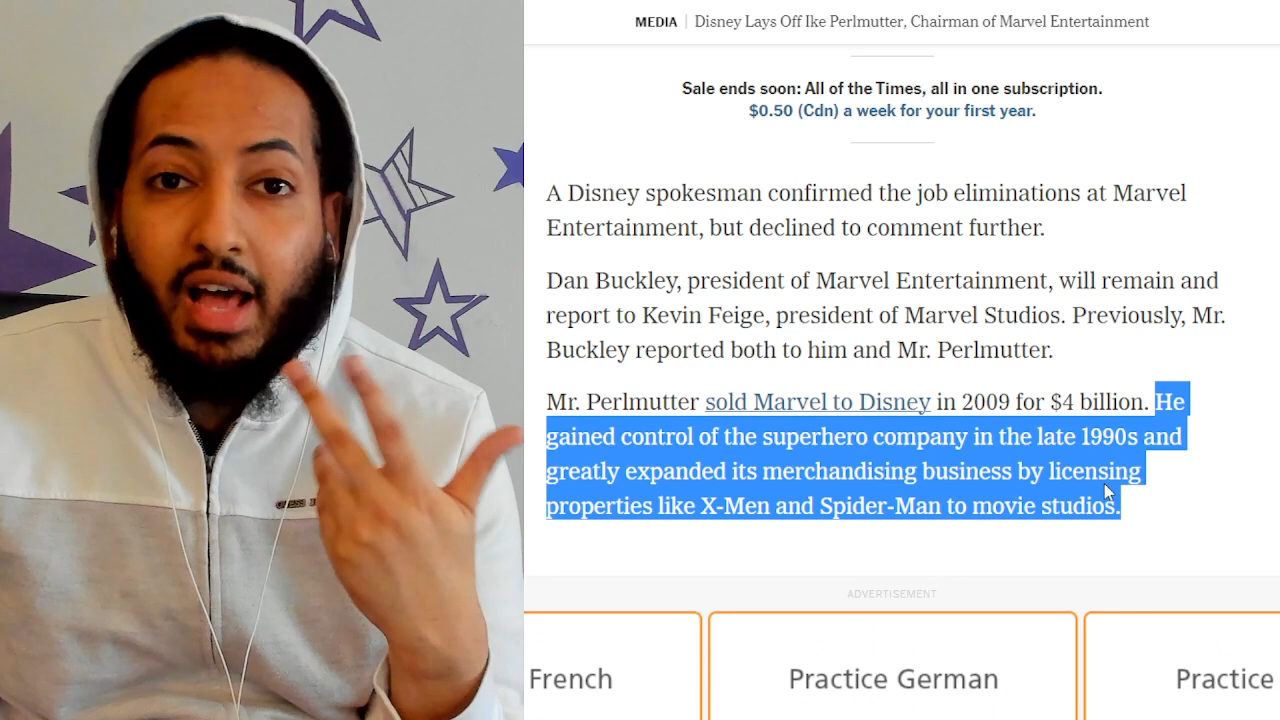 MEDIA | Disney Lays Off Ike Perlmutter, Chairman of Marvel Entertainment
Sale ends soon: All of the Times, all in one subscription.
$0.50 (Cdn) a week for your first year.
A Disney spokesman confirmed the job eliminations at Marvel
Entertainment, but declined to comment further.
Dan Buckley, president of Marvel Entertainment, will remain and
report to Kevin Feige, president of Marvel Studios. Previously, Mr.
Buckley reported both to him and Mr. Perlmutter.
Mr. Perlmutter sold Marvel to Disney in 2009 for $4 billion. He
gained control of the superhero company in the late 1990s and
greatly expanded its merchandising business by licensing
properties like X-Men and Spider-Man to movie studios.
ADVERTISEMENT
French
Practice German
Practice